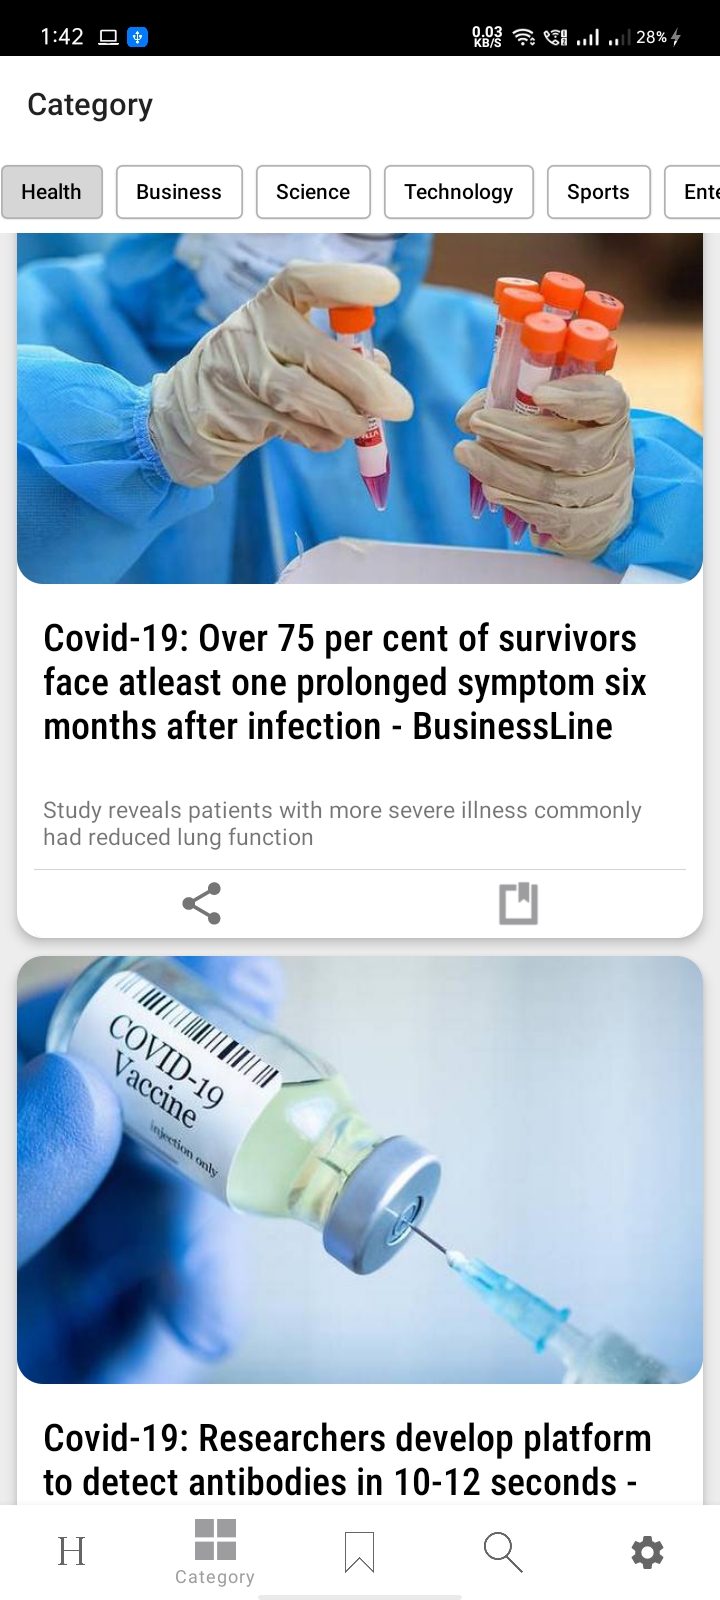 1:42
0.03
KB/S
28%
Category
Health
Business
Science
Technology
Sports
Ente
Covid-19: Over 75 per cent of survivors
face atleast one prolonged symptom six
months after infection - BusinessLine
Study reveals patients with more severe illness commonly
had reduced lung function
COVID-19
Vaccine
injection only
Covid-19: Researchers develop platform
to detect antibodies in 10-12 seconds -
H
Category